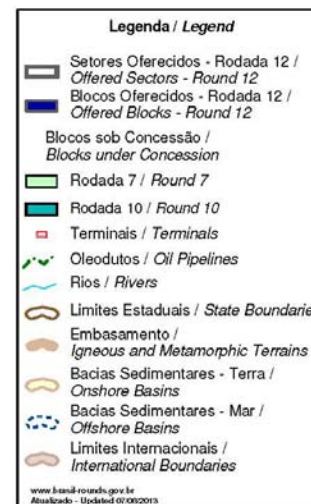 Legenda / Legend
Setores Oferecidos - Rodada 12 /
Offered Sectors - Round 12
Blocos Oferecidos - Rodada 12 /
Offered Blocks - Round 12
Blocos sob Concessão /
Blocks under Concession
Rodada 7 / Round 7
Rodada 10 / Round 10
Terminais / Terminals
Oleodutos / Oil Pipelines
Rios / Rivers
Limites Estaduais / State Boundarie
Embasamento /
Igneous and Metamorphic Terrains
Bacias Sedimentares - Terra /
Onshore Basins
Bacias Sedimentares - Mar /
Offshore Basins
Limites Internacionais /
International Boundaries
www.brasil-rounds.gov.br
Atualizado - Updated 07/08/2013